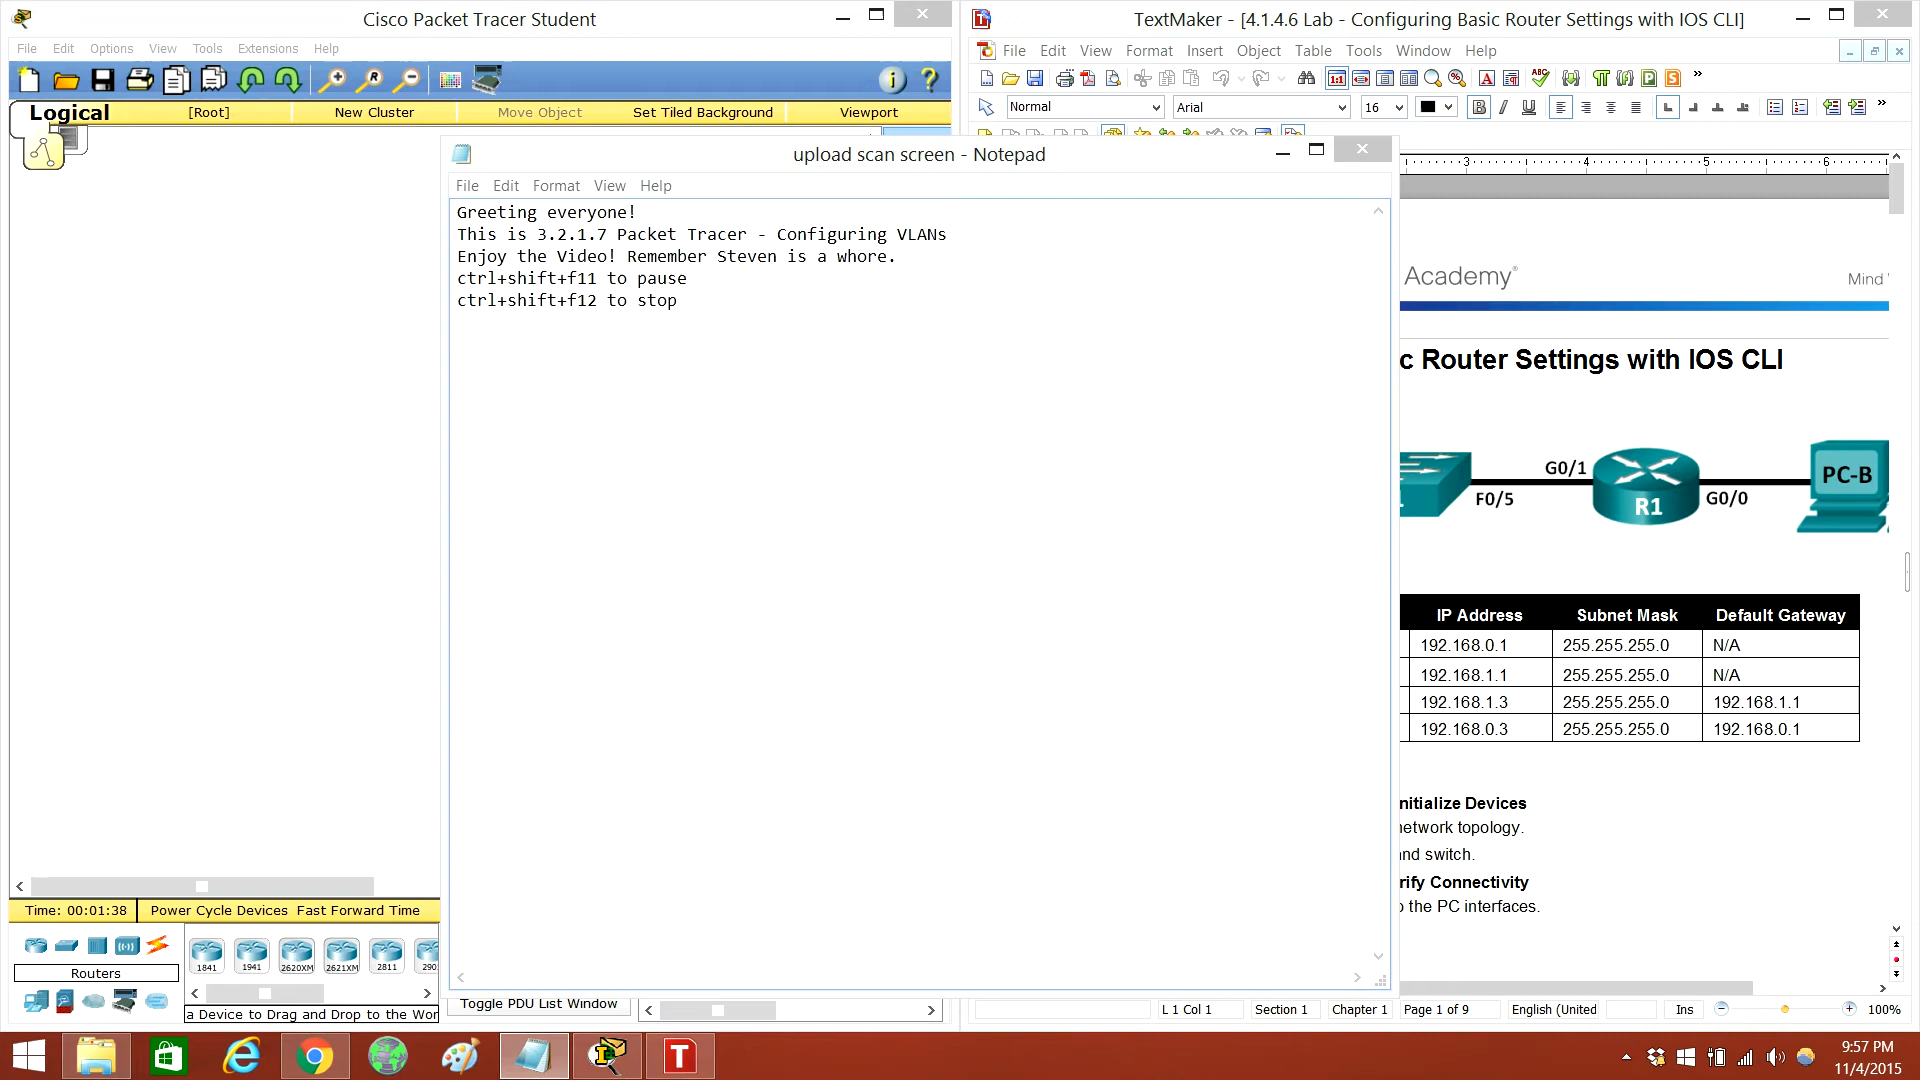 Cisco Packet Tracer Student
File Edit Options View Tools Extensions Help
Logical [Root] New Cluster Move Object Set Tiled Background Viewport
TextMaker - [4.1.4.6 Lab - Configuring Basic Router Settings with IOS CLI]
File Edit View Format Insert Object Table Tools Window Help
Normal Arial 16
upload scan screen - Notepad
File Edit Format View Help
Greeting everyone!
This is 3.2.1.7 Packet Tracer - Configuring VLANs
Enjoy the Video! Remember Steven is a whore.
ctrl+shift+f11 to pause
ctrl+shift+f12 to stop
3 4 5 6
Academy®
Mind
c Router Settings with IOS CLI
G0/1
F0/5
R1
G0/0
PC-B
IP Address Subnet Mask Default Gateway
192.168.0.1 255.255.255.0 N/A
192.168.1.1 255.255.255.0 N/A
192.168.1.3 255.255.255.0 192.168.1.1
192.168.0.3 255.255.255.0 192.168.0.1
nitialize Devices
network topology.
and switch.
rify Connectivity
o the PC interfaces.
Time: 00:01:38 Power Cycle Devices Fast Forward Time
1841 1941 2620XM 2621XM 2811 290
Routers
a Device to Drag and Drop to the Wor
Toggle PDU List Window
L 1 Col 1 Section 1 Chapter 1 Page 1 of 9 English (United Ins 100%
9:57 PM
11/4/2015